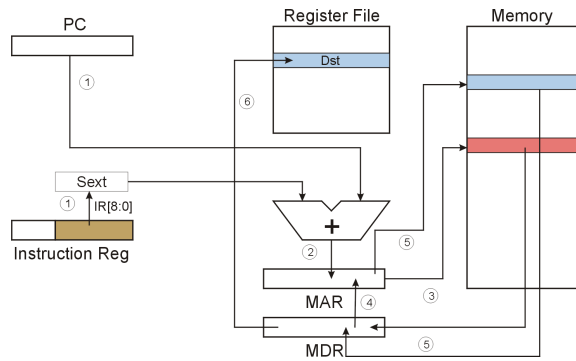 PC
Register File
Memory
Dst
①
⑥
⑤
Sext
①
IR[8:0]
+
②
⑤
Instruction Reg
③
MAR
④
MDR
⑤